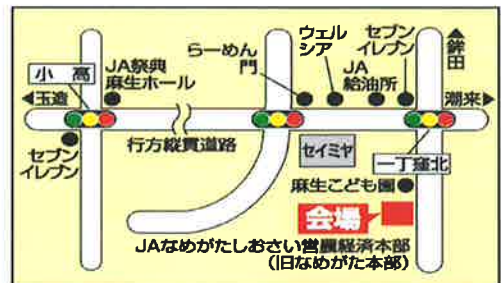 ウェル
シア
セブン
イレブン
▲鉾田
らーめん
門
JA
給油所
小高
JA祭典
麻生ホール
◀玉造
潮来▶
セブン
イレブン
行方縦貫道路
セイミヤ
一丁窪北
麻生こども園
会場
JAなめがたしおさい営農経済本部
(旧なめがた本部)